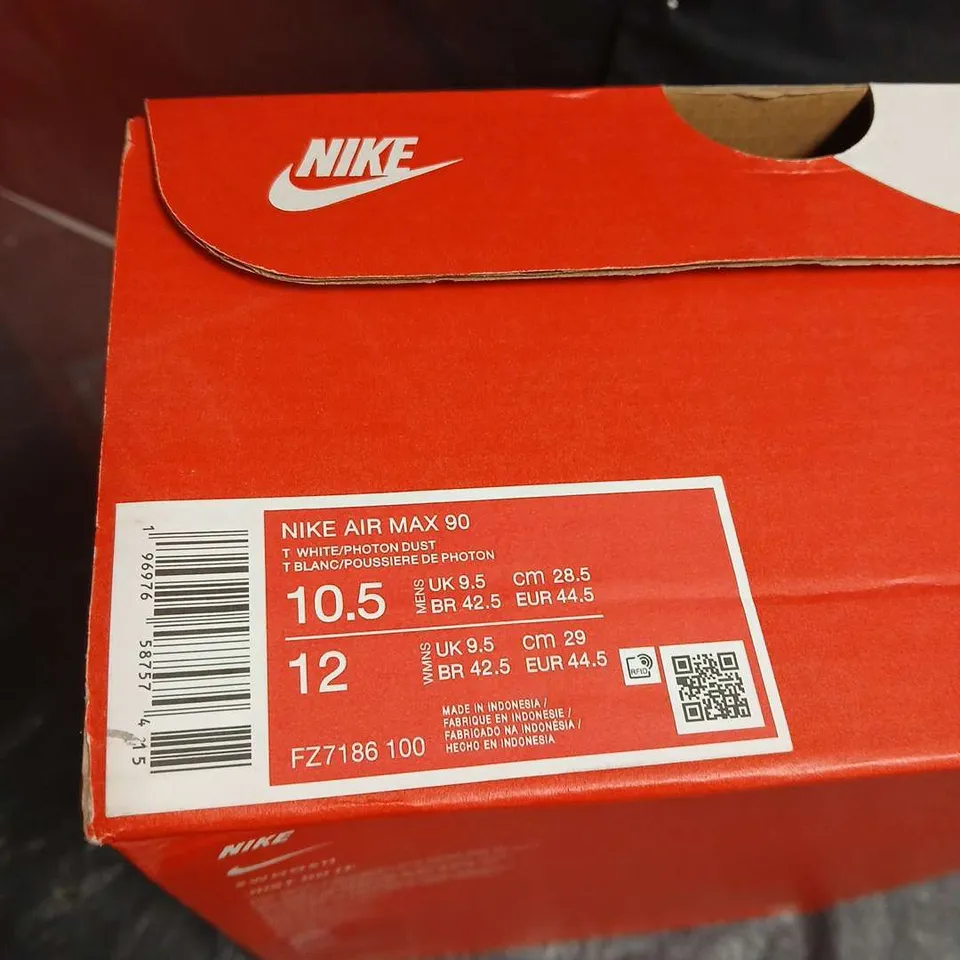 NIKE
NIKE AIR MAX 90
T WHITE/PHOTON DUST
T BLANC/POUSSIERE DE PHOTON
10.5 MENS UK 9.5 cm 28.5
BR 42.5 EUR 44.5
12 WMNS UK 9.5 cm 29
BR 42.5 EUR 44.5
RFID
FZ7186 100
MADE IN INDONESIA /
FABRIQUE EN INDONESIE /
FABRICADO NA INDONÉSIA /
HECHO EN INDONESIA
1 96976 58757 4 215
NIKE